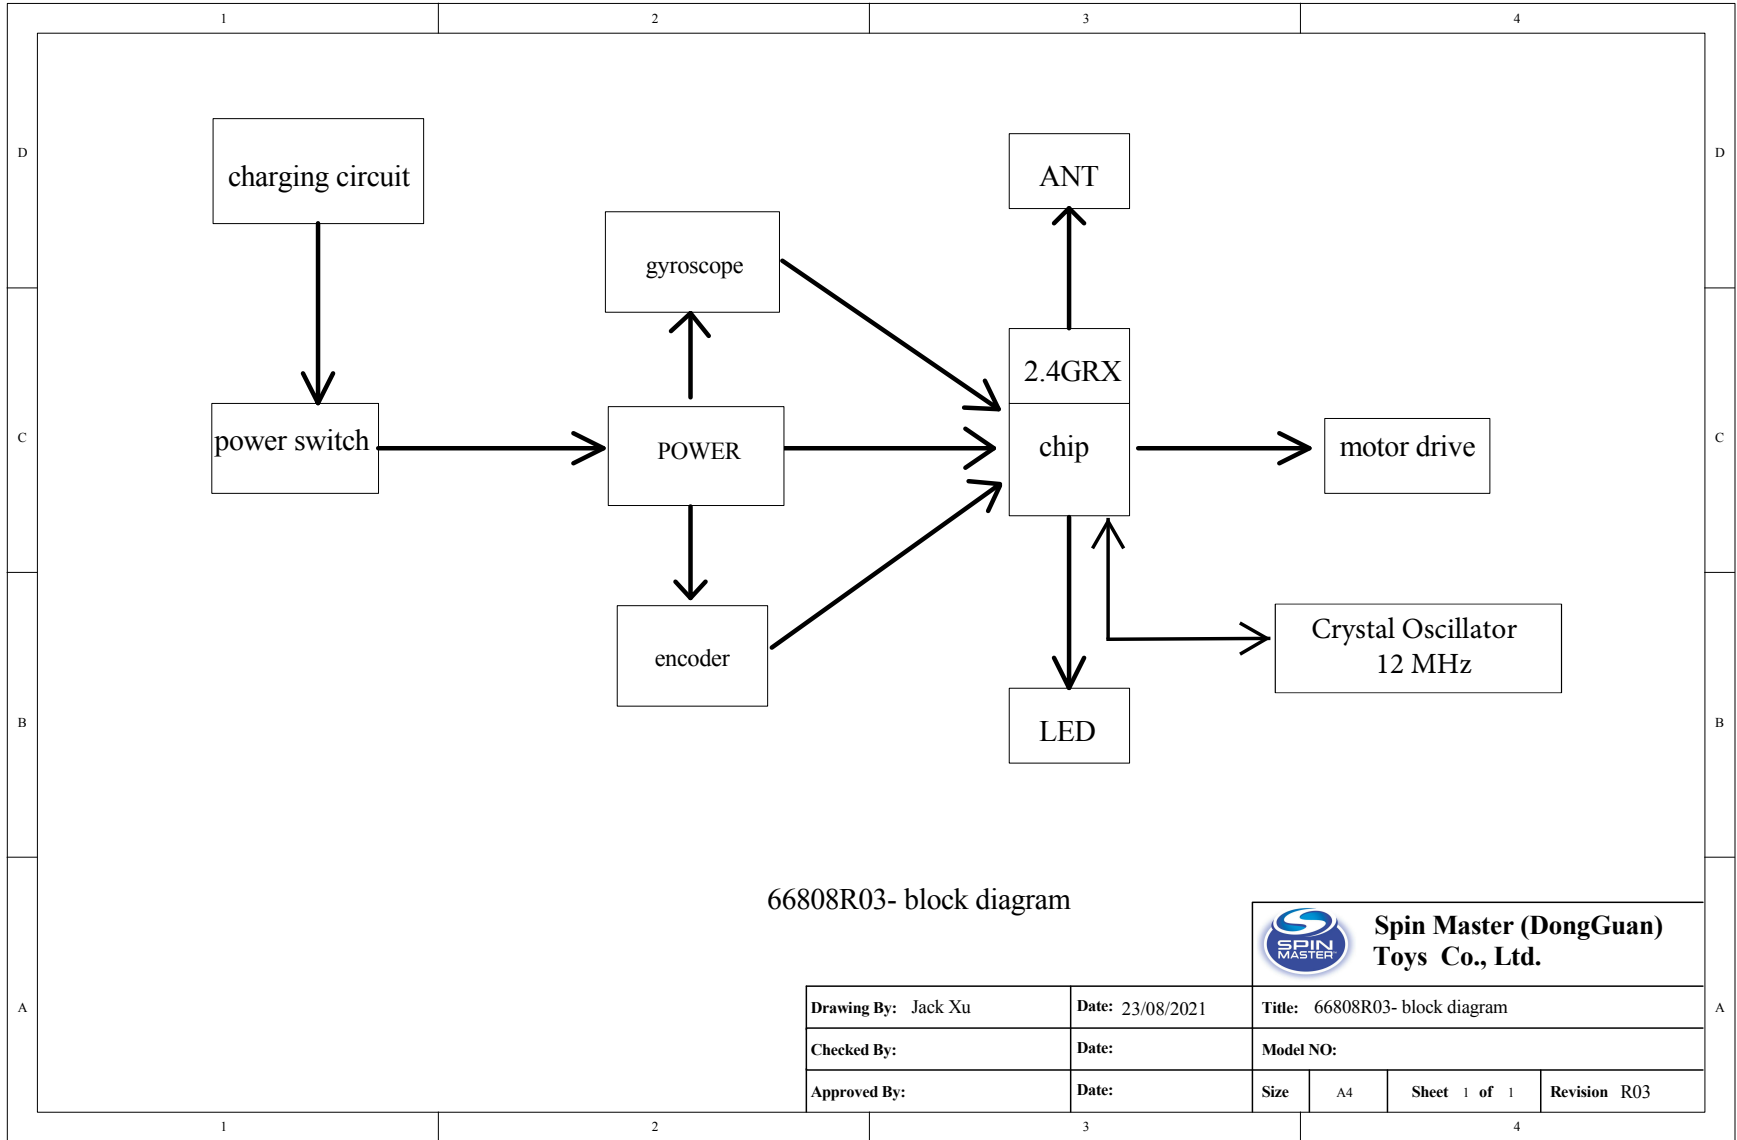 1 2 3 4
D D
charging circuit
ANT
gyroscope
2.4GRX
C C
power switch
POWER
chip
motor drive
Crystal Oscillator
12 MHz
encoder
B B
LED
66808R03- block diagram
SPIN
MASTER™
Spin Master (DongGuan)
Toys Co., Ltd.
A A
Drawing By: Jack Xu Date: 23/08/2021 Title: 66808R03- block diagram
Checked By: Date: Model NO:
Approved By: Date: Size A4 Sheet 1 of 1 Revision R03
1 2 3 4